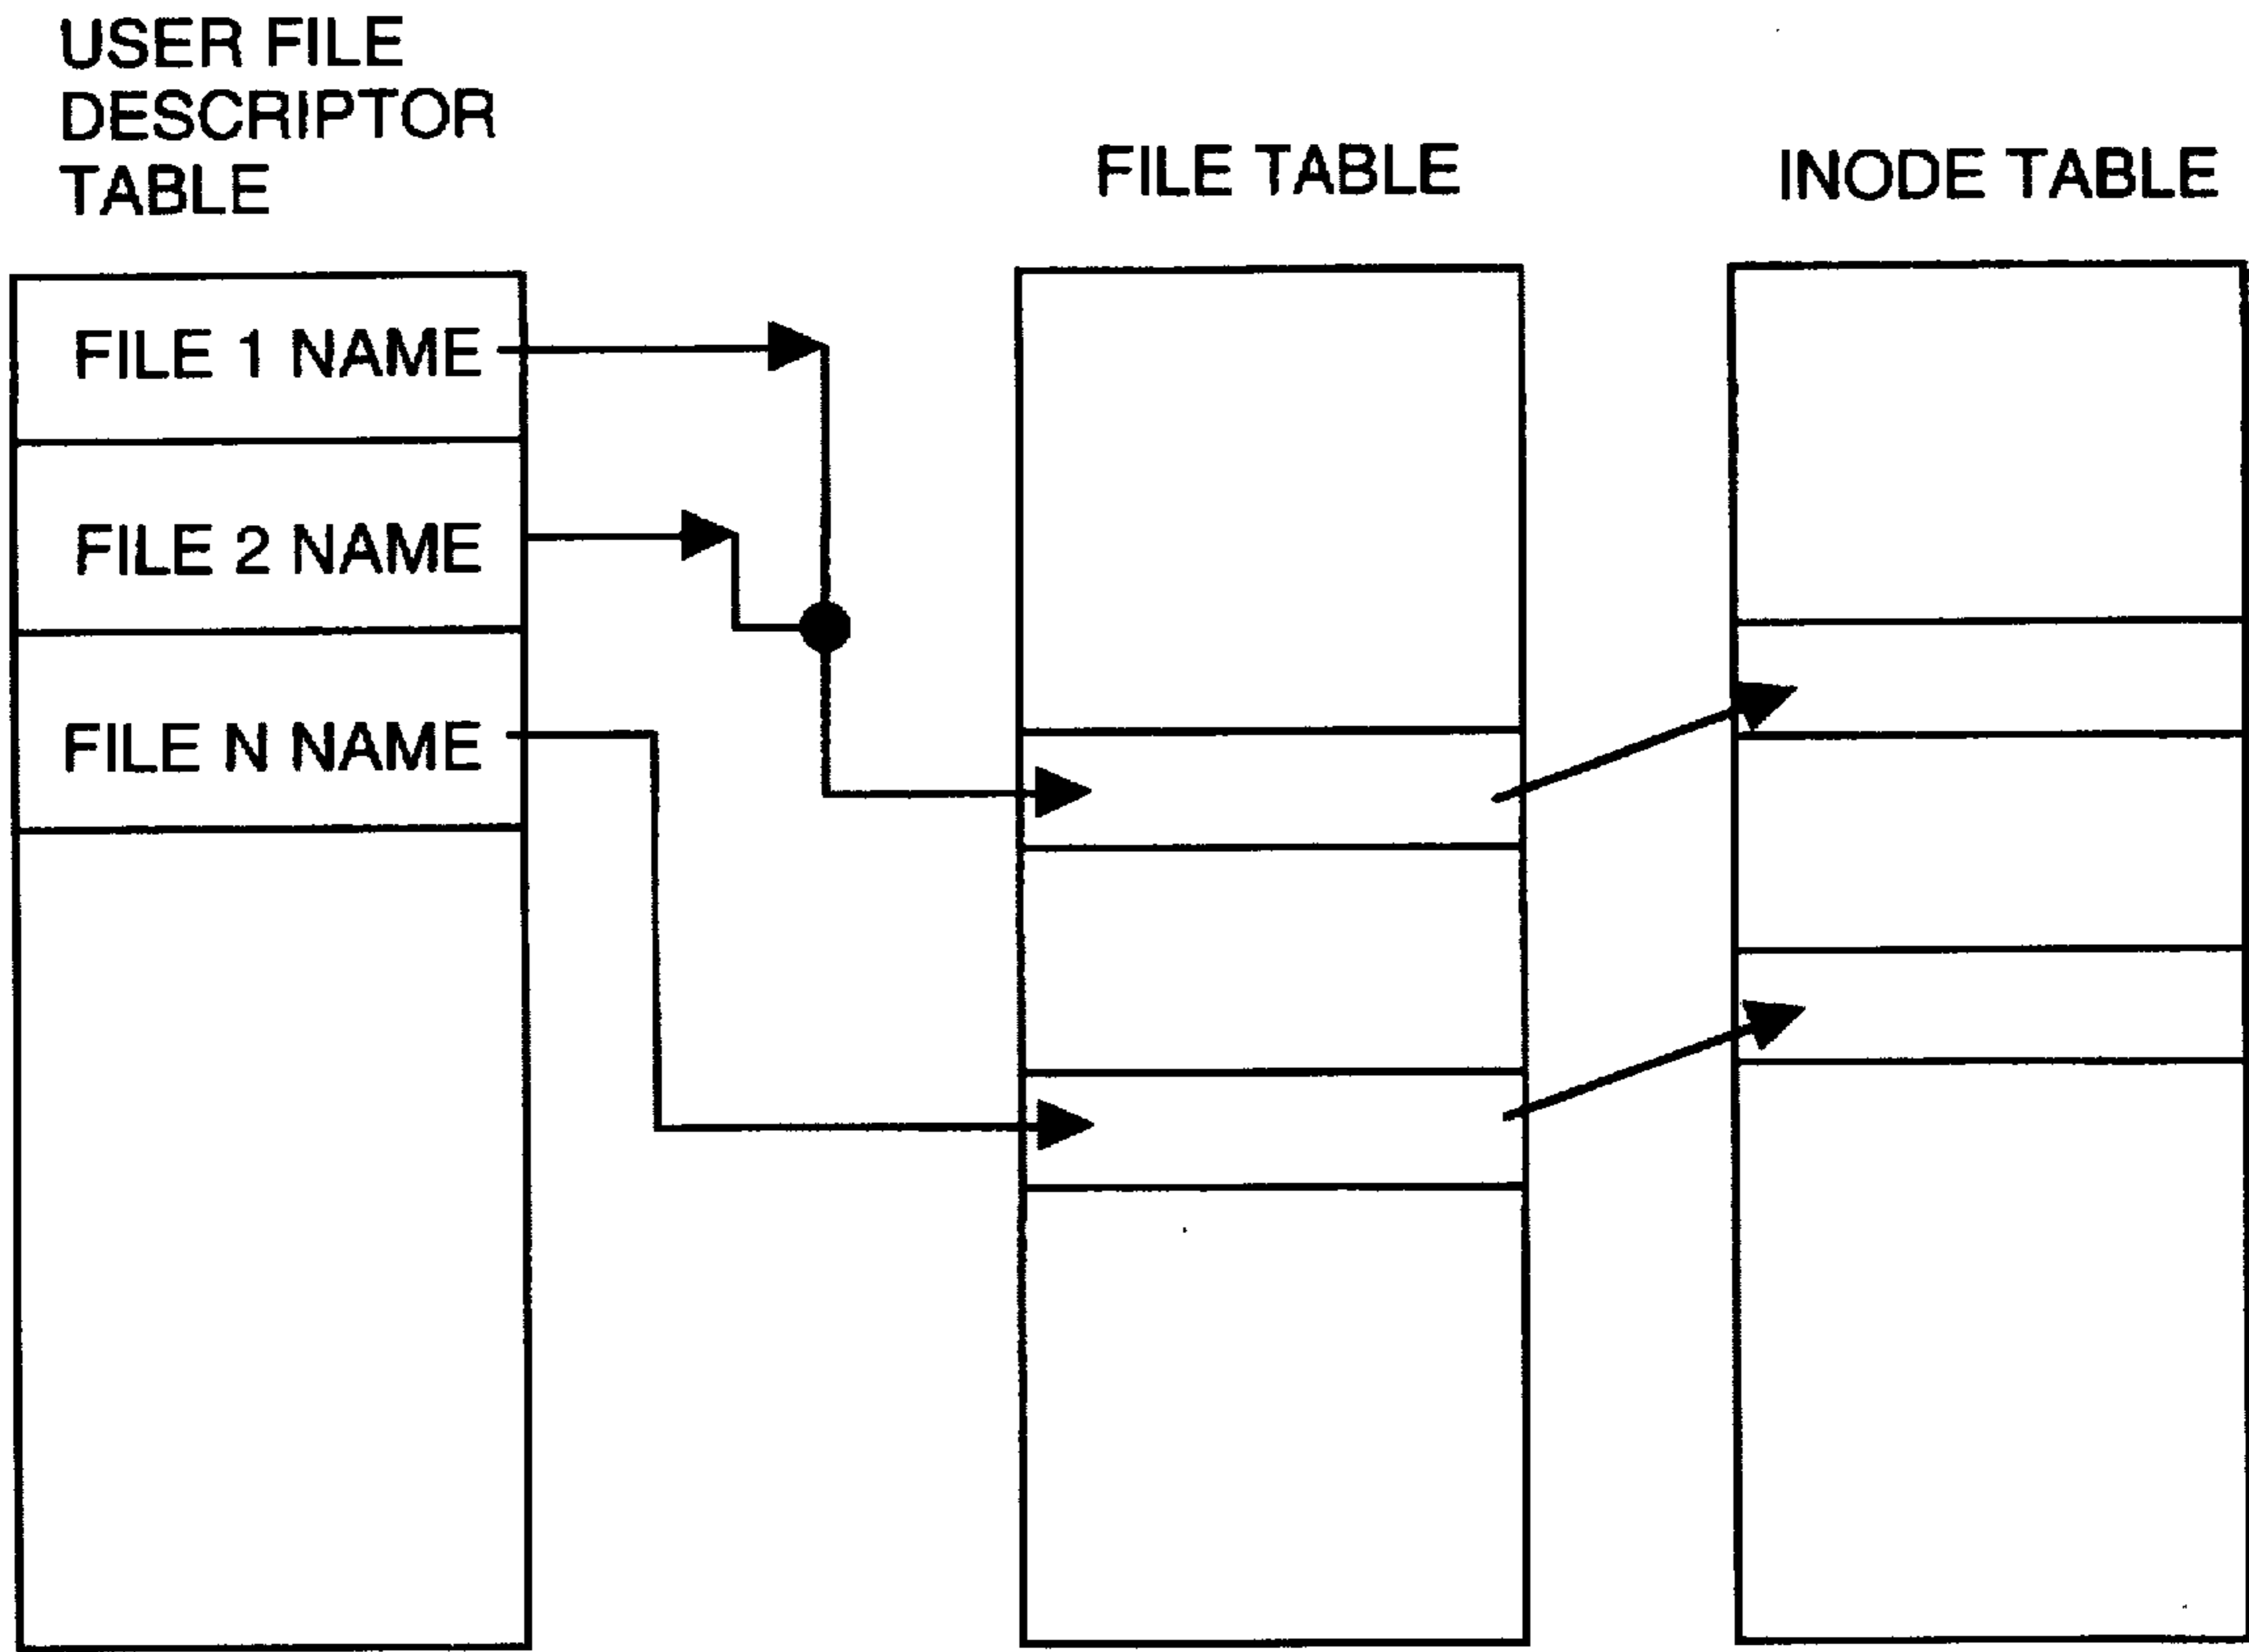 USER FILE
DESCRIPTOR
TABLE
FILE TABLE
INODE TABLE
FILE 1 NAME
FILE 2 NAME
FILE N NAME